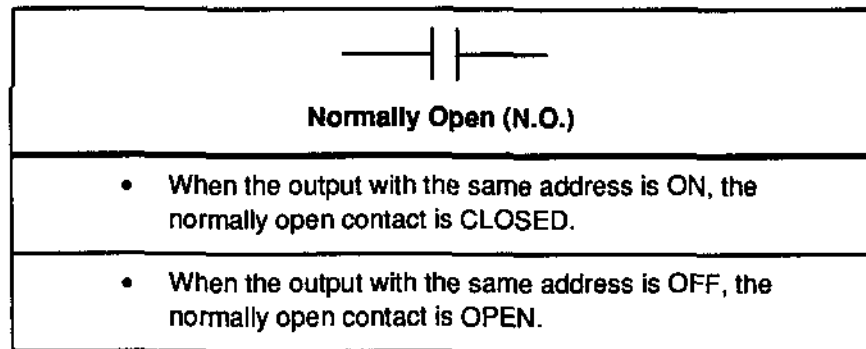 Normally Open (N.O.)
• When the output with the same address is ON, the
normally open contact is CLOSED.
• When the output with the same address is OFF, the
normally open contact is OPEN.